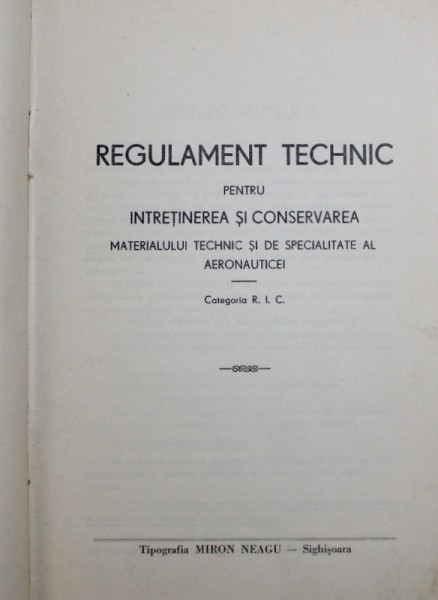 REGULAMENT TECHNIC
PENTRU
INTREȚINEREA ȘI CONSERVAREA
MATERIALULUI TECHNIC ȘI DE SPECIALITATE AL
AERONAUTICEI
Categoria R. I. C.
Tipografia MIRON NEAGU — Sighișoara